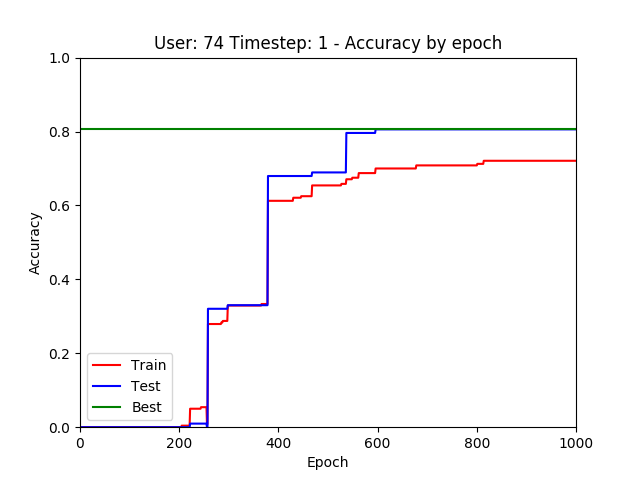 User: 74 Timestep: 1 - Accuracy by epoch
1.0
0.8
0.6
0.4
0.2
0.0
Accuracy
Train
Test
Best
0 200 400 600 800 1000
Epoch